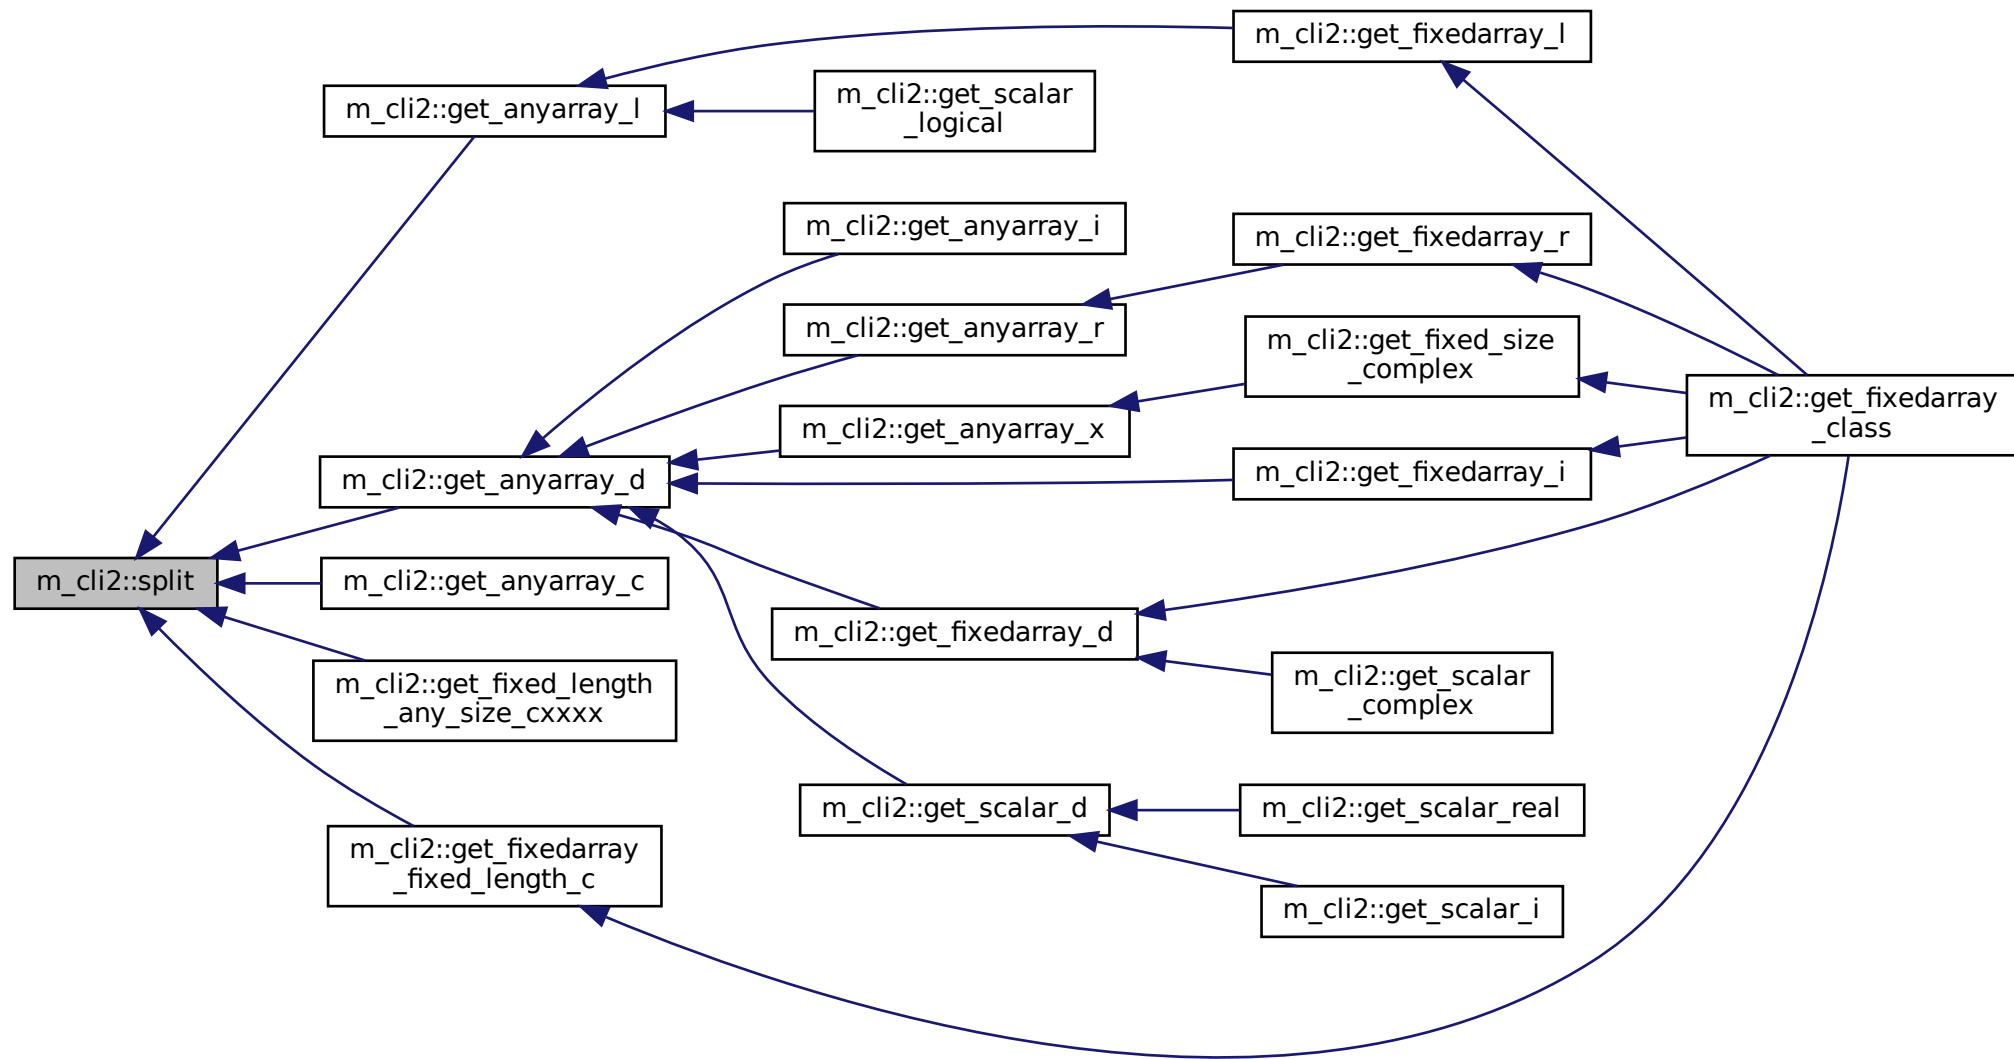 m_cli2::get_fixedarray_l
m_cli2::get_scalar
_logical
m_cli2::get_anyarray_l
m_cli2::get_anyarray_i
m_cli2::get_fixedarray_r
m_cli2::get_anyarray_r
m_cli2::get_fixed_size
_complex
m_cli2::get_fixedarray
_class
m_cli2::get_anyarray_x
m_cli2::get_anyarray_d
m_cli2::get_fixedarray_i
m_cli2::split
m_cli2::get_anyarray_c
m_cli2::get_fixedarray_d
m_cli2::get_fixed_length
_any_size_cxxxx
m_cli2::get_scalar
_complex
m_cli2::get_scalar_d
m_cli2::get_scalar_real
m_cli2::get_fixedarray
_fixed_length_c
m_cli2::get_scalar_i